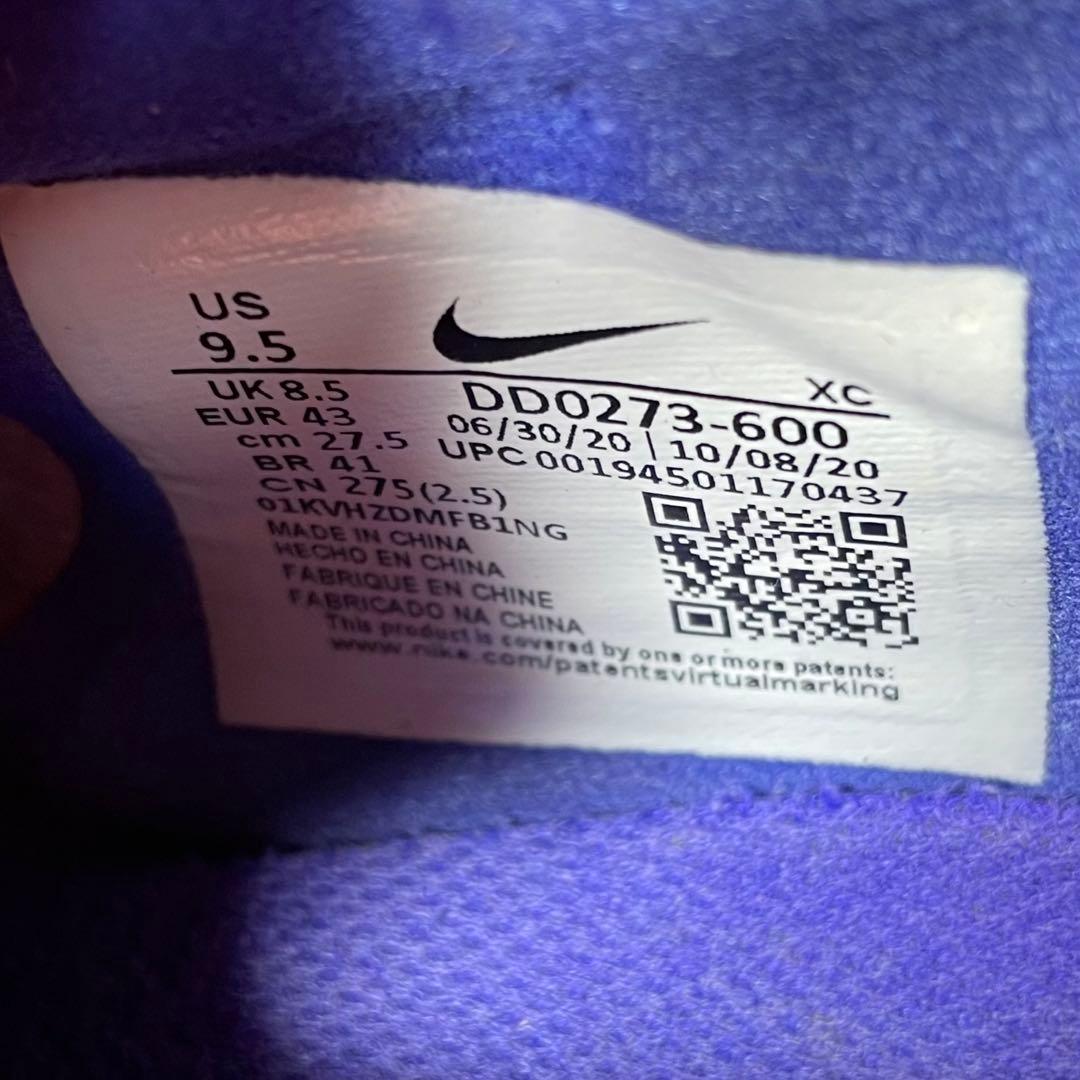 US
9.5
XC
UK 8.5
DD0273-600
EUR 43
06/30/20 | 10/08/20
cm 27.5
UPC 00194501170437
BR 41
CN 275(2.5)
01KVHZDMFB1NG
MADE IN CHINA
HECHO EN CHINA
FABRIQUE EN CHINE
FABRICADO NA CHINA
This product is covered by one or more patents:
www.nike.com/patentsvirtualmarking